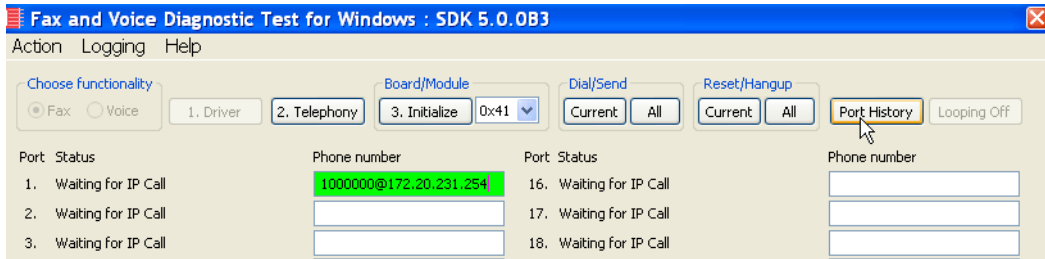 Fax and Voice Diagnostic Test for Windows : SDK 5.0.0B3
Action Logging Help
Choose functionality Board/Module Dial/Send Reset/Hangup
Fax Voice 1. Driver 2. Telephony 3. Initialize 0x41 Current All Current All Port History Looping Off
Port Status Phone number Port Status Phone number
1. Waiting for IP Call 1000000@172.20.231.254 16. Waiting for IP Call
2. Waiting for IP Call 17. Waiting for IP Call
3. Waiting for IP Call 18. Waiting for IP Call